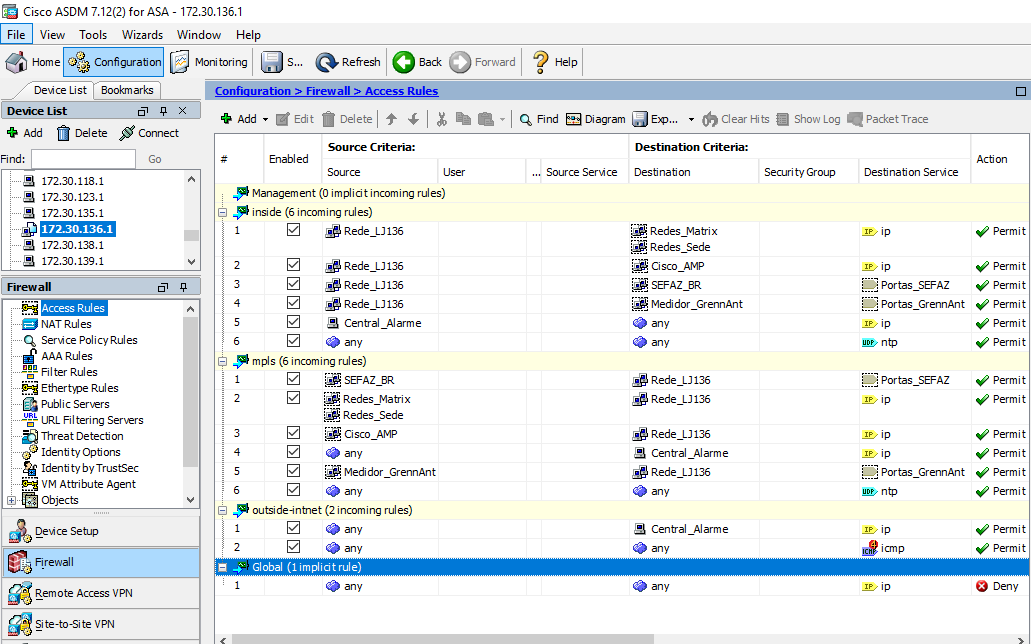 Cisco ASDM 7.12(2) for ASA - 172.30.136.1
File View Tools Wizards Window Help
Home Configuration Monitoring S... Refresh Back Forward Help
Device List Bookmarks
Configuration > Firewall > Access Rules
Device List
Add Delete Connect
Find: Go
172.30.118.1
172.30.123.1
172.30.135.1
172.30.136.1
172.30.138.1
172.30.139.1
Firewall
Access Rules
NAT Rules
Service Policy Rules
AAA Rules
Filter Rules
Ethertype Rules
Public Servers
URL Filtering Servers
Threat Detection
Identity Options
Identity by TrustSec
VM Attribute Agent
Objects
Device Setup
Firewall
Remote Access VPN
Site-to-Site VPN
Add Edit Delete Find Diagram Exp... Clear Hits Show Log Packet Trace
# Enabled Source Criteria: Destination Criteria: Action
Source User ... Source Service Destination Security Group Destination Service
Management (0 implicit incoming rules)
inside (6 incoming rules)
1 Rede_LJ136 Redes_Matrix IP ip Permit
Redes_Sede
2 Rede_LJ136 Cisco_AMP IP ip Permit
3 Rede_LJ136 SEFAZ_BR Portas_SEFAZ Permit
4 Rede_LJ136 Medidor_GrennAnt Portas_GrennAnt Permit
5 Central_Alarme any IP ip Permit
6 any any UDP ntp Permit
mpls (6 incoming rules)
1 SEFAZ_BR Rede_LJ136 Portas_SEFAZ Permit
2 Redes_Matrix Rede_LJ136 IP ip Permit
Redes_Sede
3 Cisco_AMP Rede_LJ136 IP ip Permit
4 any Central_Alarme IP ip Permit
5 Medidor_GrennAnt Rede_LJ136 Portas_GrennAnt Permit
6 any any UDP ntp Permit
outside-intnet (2 incoming rules)
1 any Central_Alarme IP ip Permit
2 any any ICMP icmp Permit
Global (1 implicit rule)
1 any any IP ip Deny